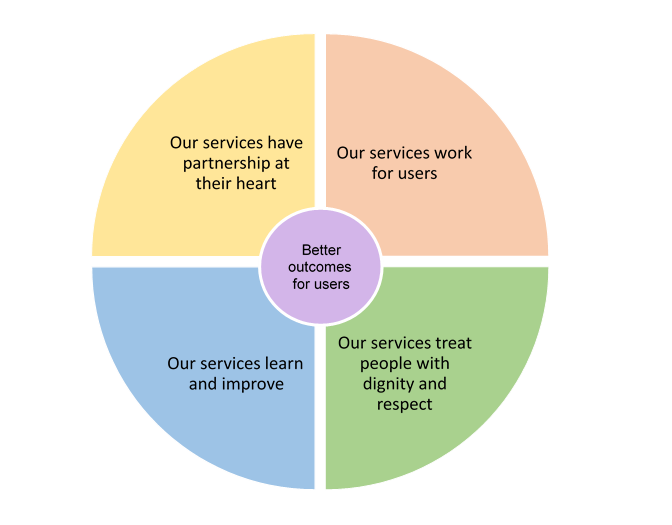 Our services have
partnership at
their heart
Our services work
for users
Better
outcomes
for users
Our services learn
and improve
Our services treat
people with
dignity and
respect